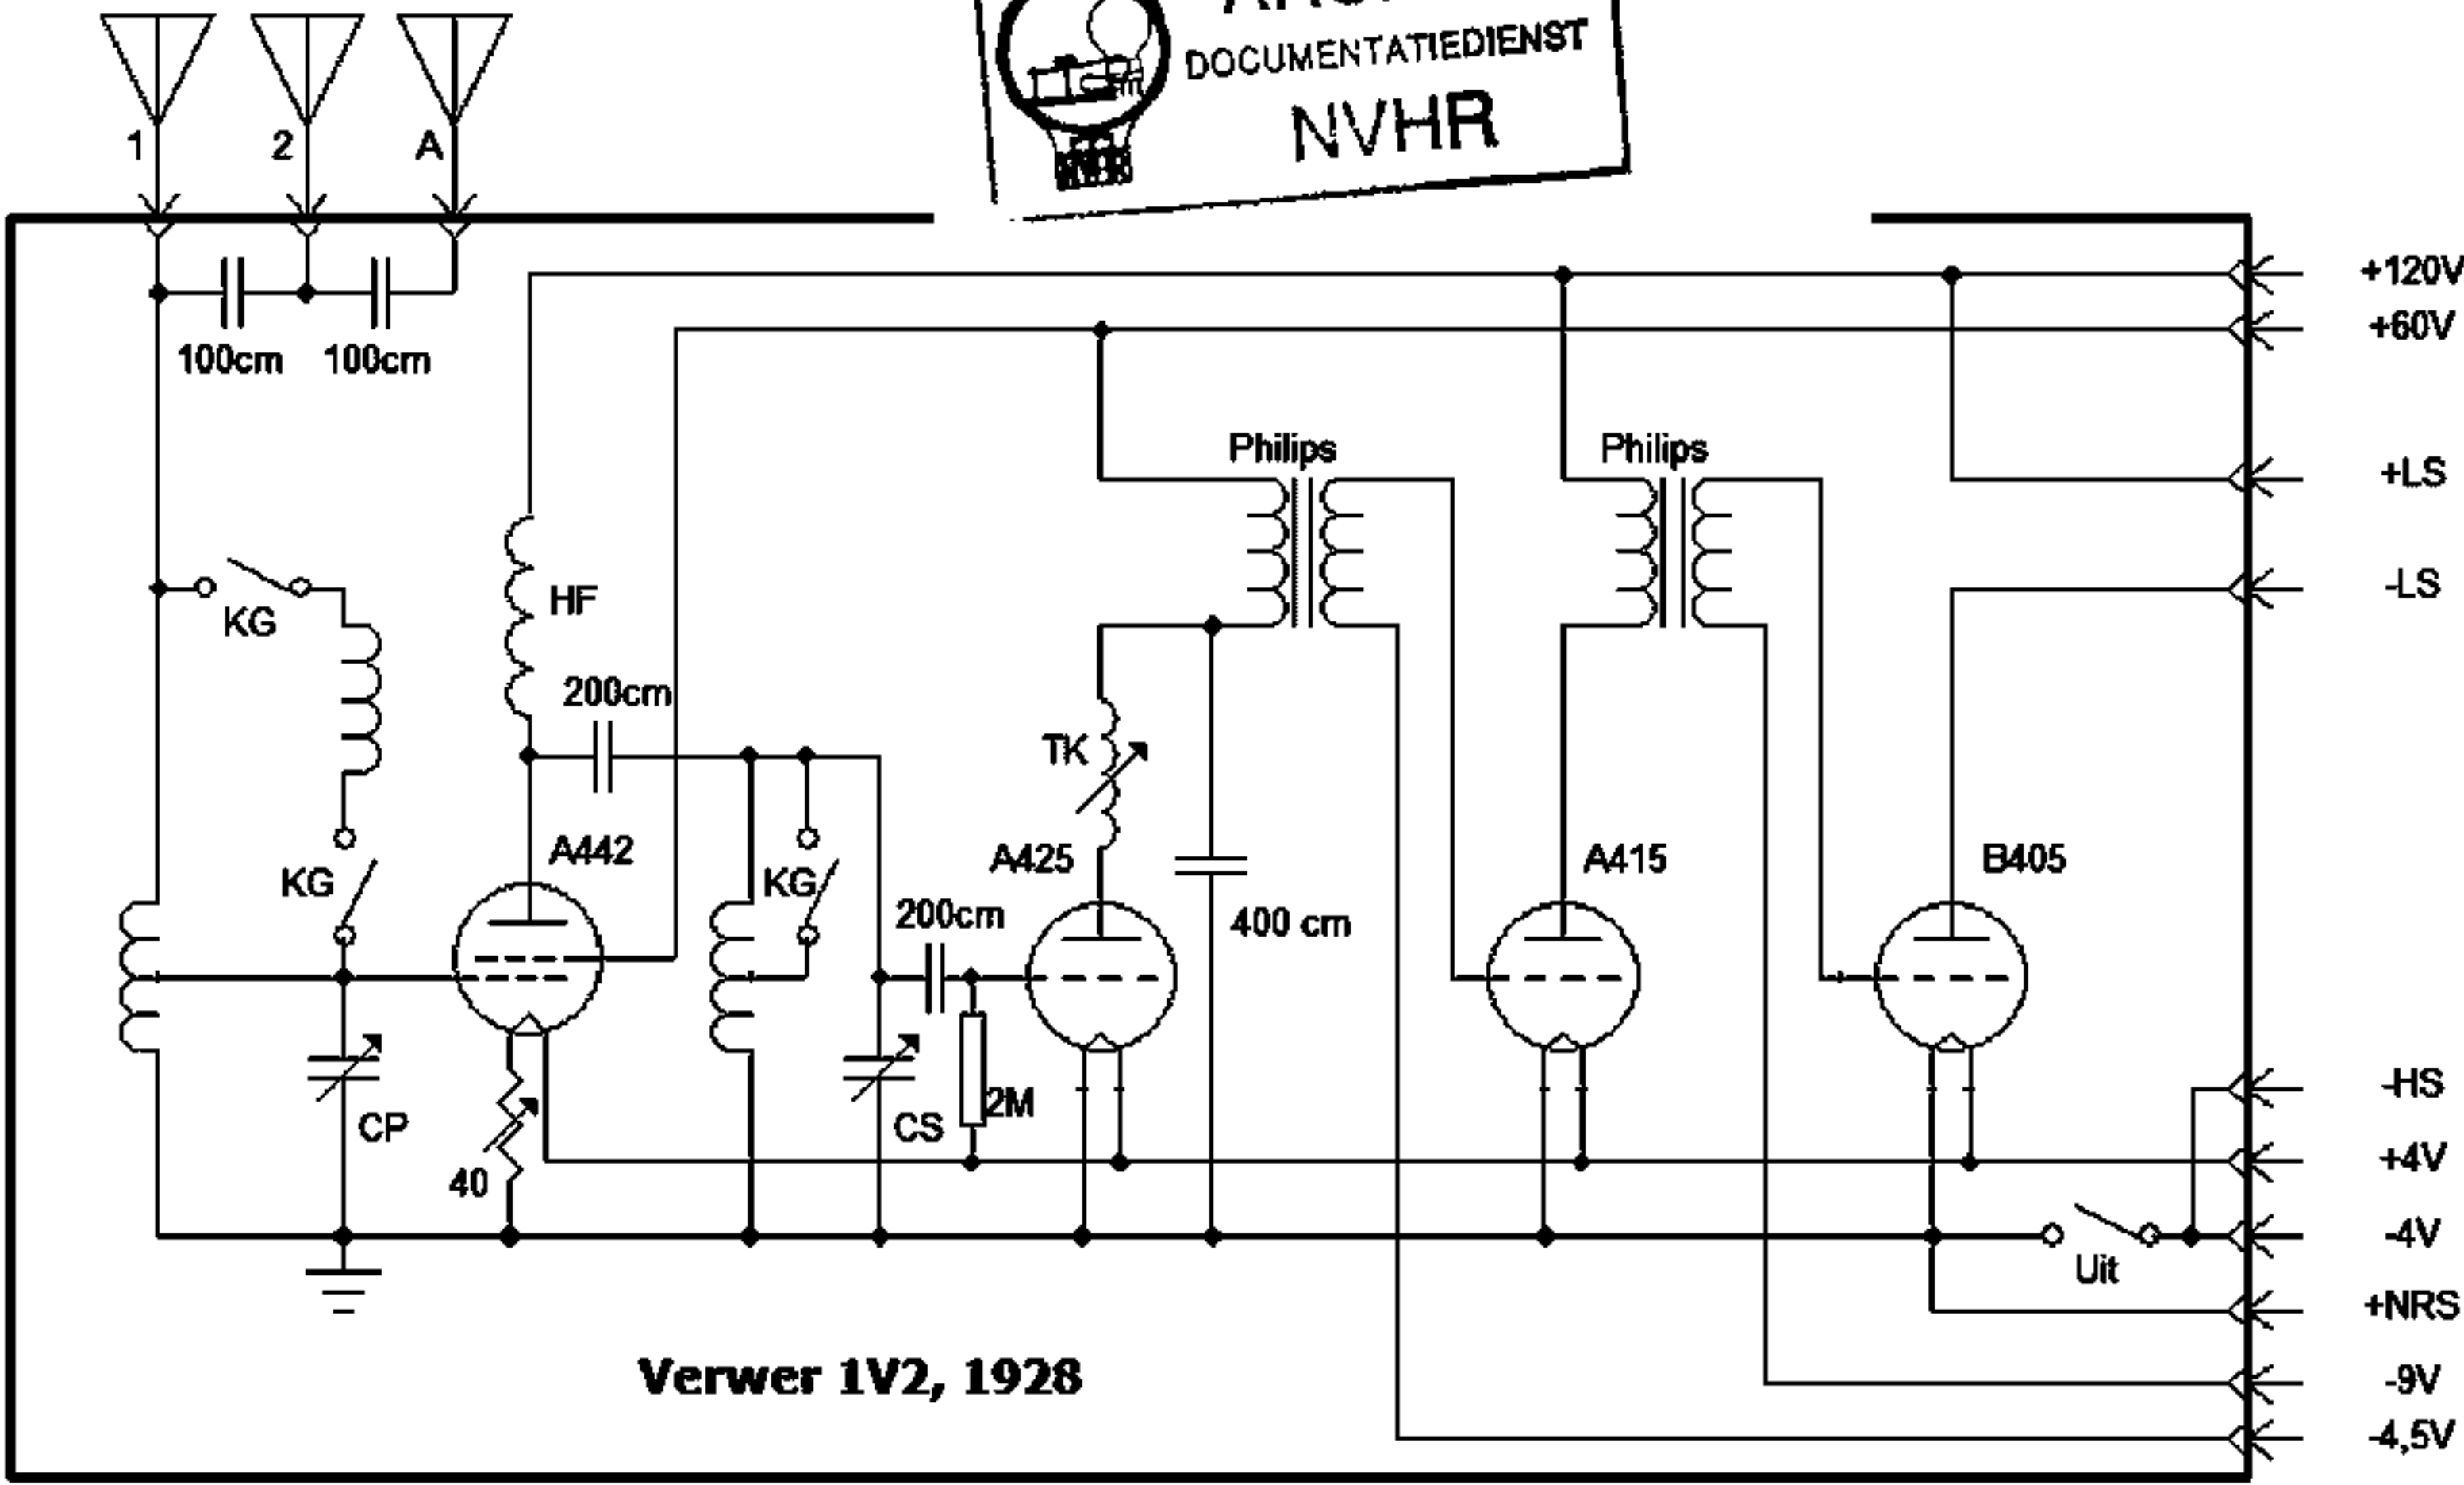 DOCUMENTATIEDIENST
NVHR
1 2 A
+120V
+60V
100cm 100cm
Philips Philips
+LS
HF
-LS
KG
200cm
TK
A442
A425
A415
B405
KG
KG
200cm
400 cm
-HS
2M
CP
CS
+4V
40
-4V
Uit
+NRS
Verwer 1V2, 1928
-9V
-4,5V